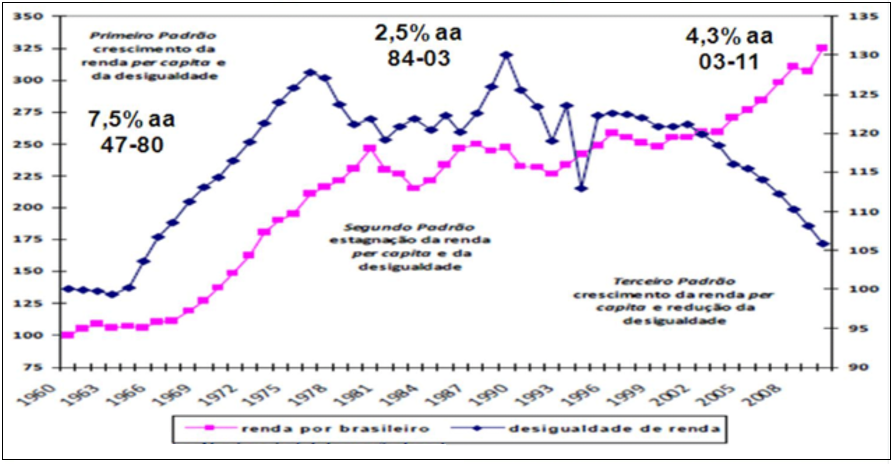 350
325
300
275
250
225
200
175
150
125
100
75
135
130
125
120
115
110
105
100
95
90
Primeiro Padrão
crescimento da
renda per capita e
da desigualdade
7,5% aa
47-80
2,5% aa
84-03
4,3% aa
03-11
Segundo Padrão
estagnação da renda
per capita e da
desigualdade
Terceiro Padrão
crescimento da renda per
capita e redução da
desigualdade
1960
1963
1966
1969
1972
1975
1978
1981
1984
1987
1990
1993
1996
1999
2002
2005
2008
renda por brasileiro
desigualdade de renda